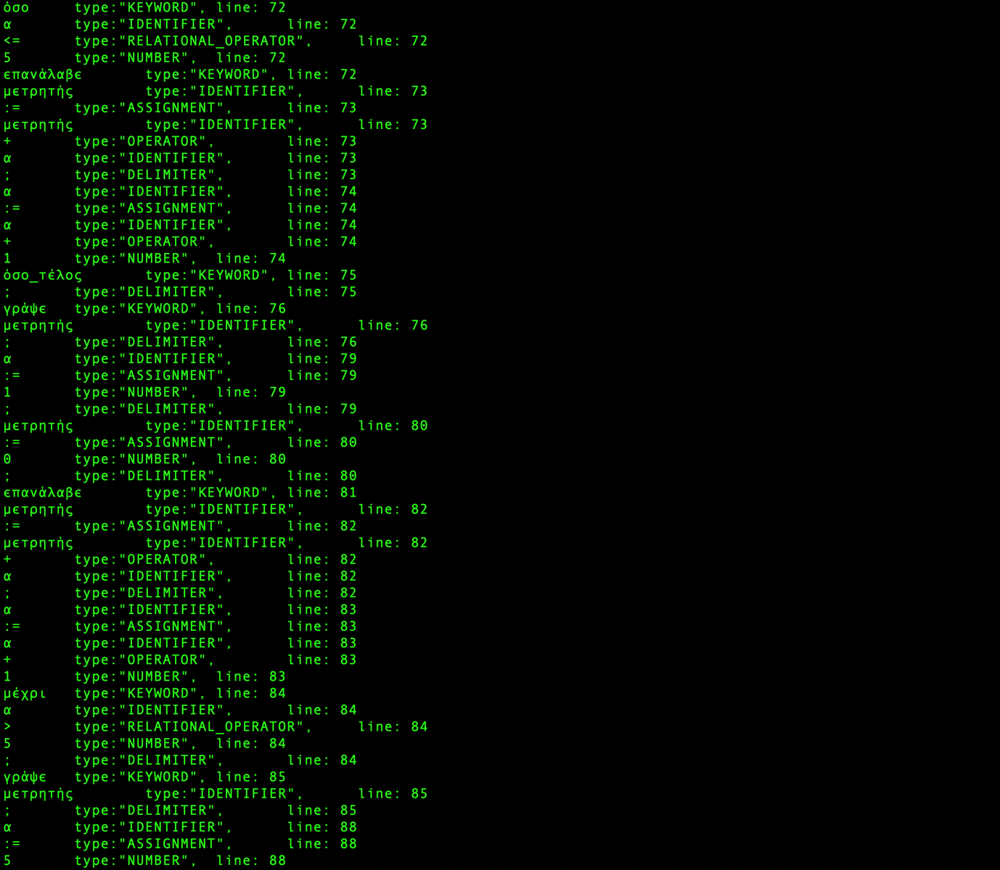 όσο type:"KEYWORD", line: 72
α type:"IDENTIFIER", line: 72
<= type:"RELATIONAL_OPERATOR", line: 72
5 type:"NUMBER", line: 72
επανάλαβε type:"KEYWORD", line: 72
μετρητής type:"IDENTIFIER", line: 73
:= type:"ASSIGNMENT", line: 73
μετρητής type:"IDENTIFIER", line: 73
+ type:"OPERATOR", line: 73
α type:"IDENTIFIER", line: 73
; type:"DELIMITER", line: 73
α type:"IDENTIFIER", line: 74
:= type:"ASSIGNMENT", line: 74
α type:"IDENTIFIER", line: 74
+ type:"OPERATOR", line: 74
1 type:"NUMBER", line: 74
όσο_τέλος type:"KEYWORD", line: 75
; type:"DELIMITER", line: 75
γράψε type:"KEYWORD", line: 76
μετρητής type:"IDENTIFIER", line: 76
; type:"DELIMITER", line: 76
α type:"IDENTIFIER", line: 79
:= type:"ASSIGNMENT", line: 79
1 type:"NUMBER", line: 79
; type:"DELIMITER", line: 79
μετρητής type:"IDENTIFIER", line: 80
:= type:"ASSIGNMENT", line: 80
0 type:"NUMBER", line: 80
; type:"DELIMITER", line: 80
επανάλαβε type:"KEYWORD", line: 81
μετρητής type:"IDENTIFIER", line: 82
:= type:"ASSIGNMENT", line: 82
μετρητής type:"IDENTIFIER", line: 82
+ type:"OPERATOR", line: 82
α type:"IDENTIFIER", line: 82
; type:"DELIMITER", line: 82
α type:"IDENTIFIER", line: 83
:= type:"ASSIGNMENT", line: 83
α type:"IDENTIFIER", line: 83
+ type:"OPERATOR", line: 83
1 type:"NUMBER", line: 83
μέχρι type:"KEYWORD", line: 84
α type:"IDENTIFIER", line: 84
> type:"RELATIONAL_OPERATOR", line: 84
5 type:"NUMBER", line: 84
; type:"DELIMITER", line: 84
γράψε type:"KEYWORD", line: 85
μετρητής type:"IDENTIFIER", line: 85
; type:"DELIMITER", line: 85
α type:"IDENTIFIER", line: 88
:= type:"ASSIGNMENT", line: 88
5 type:"NUMBER", line: 88